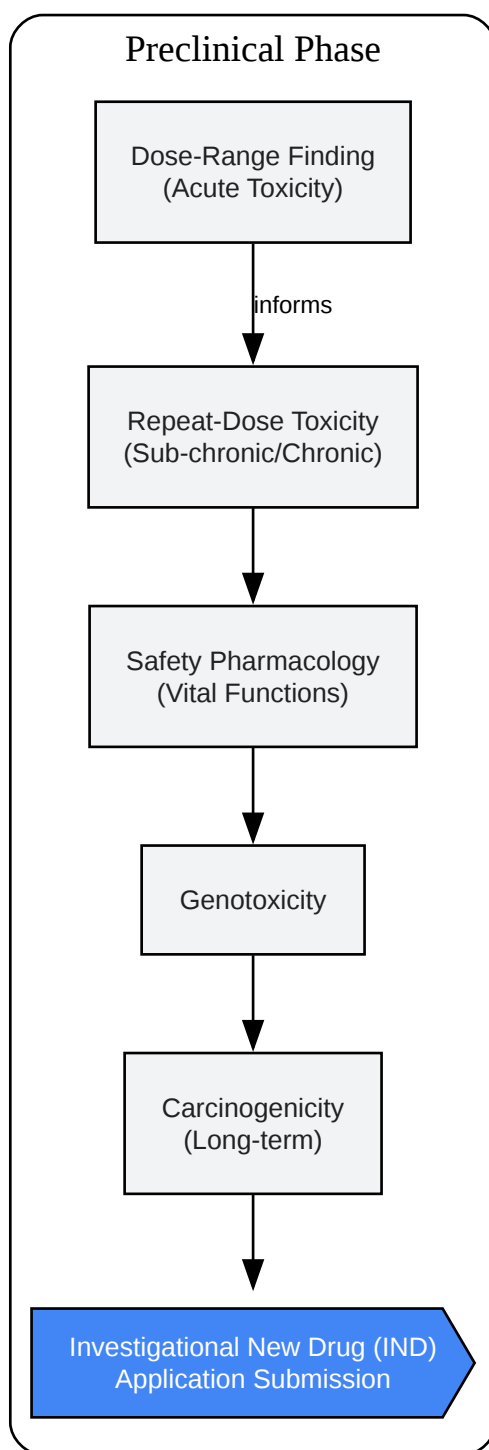 Preclinical Phase
Dose-Range Finding
(Acute Toxicity)
informs
Repeat-Dose Toxicity
(Sub-chronic/Chronic)
Safety Pharmacology
(Vital Functions)
Genotoxicity
Carcinogenicity
(Long-term)
Investigational New Drug (IND)
Application Submission